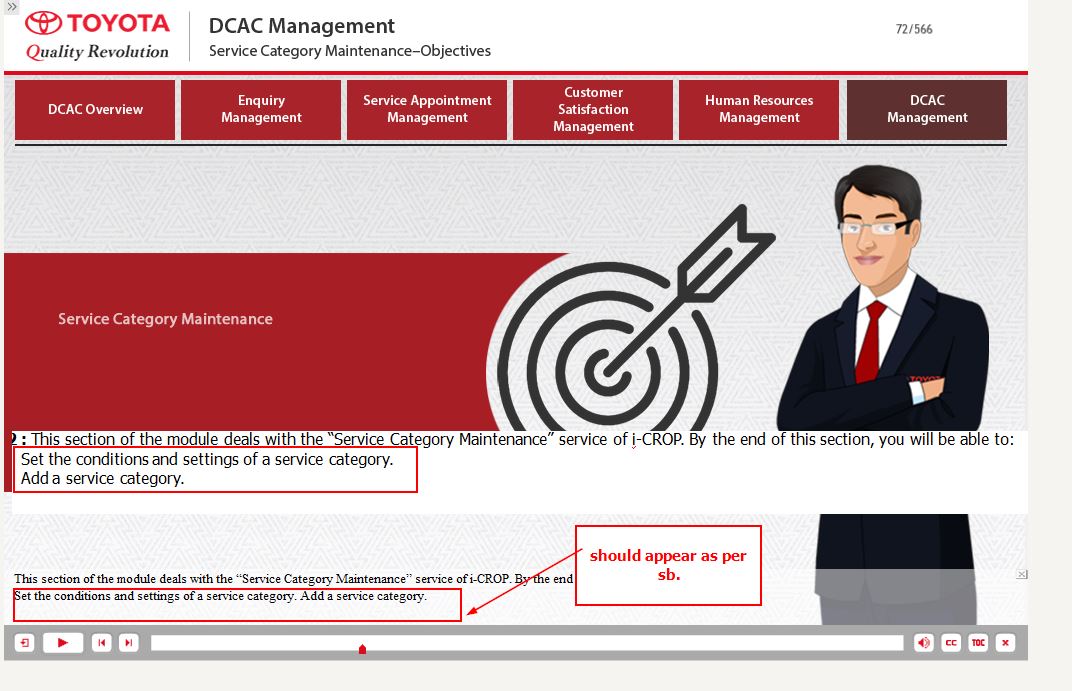 TOYOTA
Quality Revolution
DCAC Management
Service Category Maintenance–Objectives
72/566
DCAC Overview
Enquiry
Management
Service Appointment
Management
Customer
Satisfaction
Management
Human Resources
Management
DCAC
Management
Service Category Maintenance
TOYOTA
2 : This section of the module deals with the “Service Category Maintenance” service of i-CROP. By the end of this section, you will be able to:
Set the conditions and settings of a service category.
Add a service category.
should appear as per
sb.
This section of the module deals with the “Service Category Maintenance” service of i-CROP. By the end
Set the conditions and settings of a service category. Add a service category.
CC
TOC